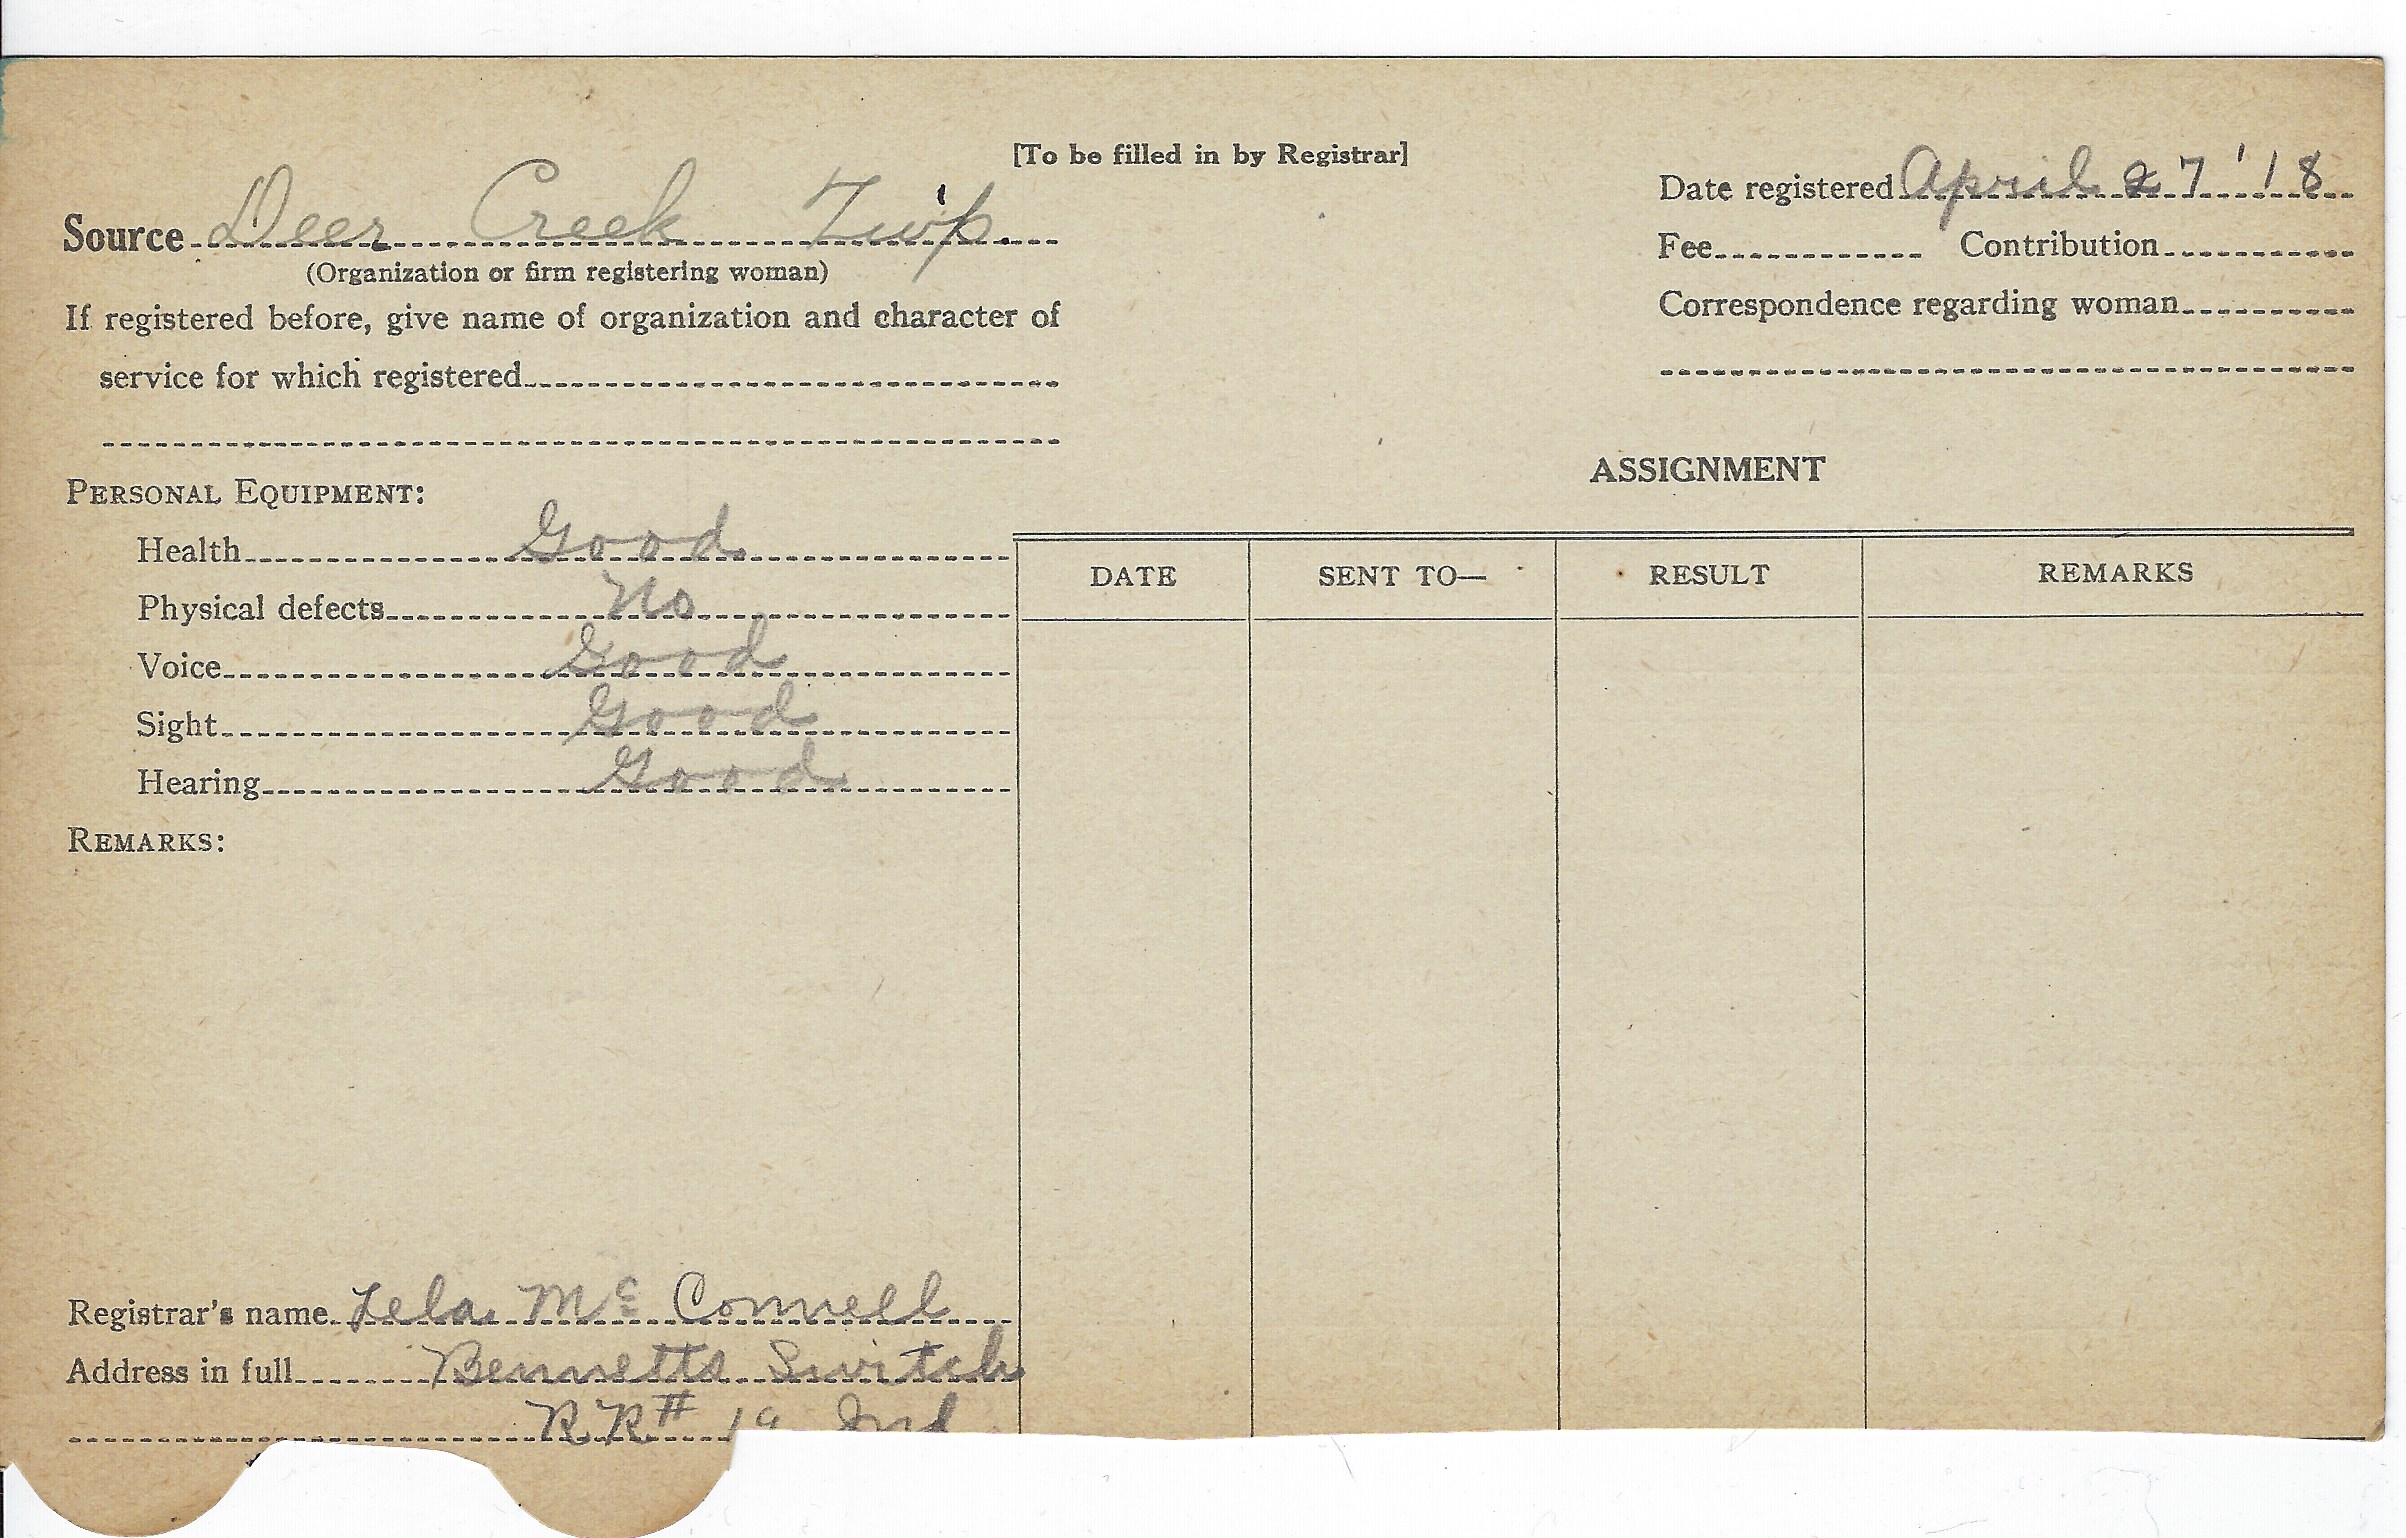 [To be filled in by Registrar]
Source Deer Creek Tw'p.
(Organization or firm registering woman)
If registered before, give name of organization and character of
service for which registered
Date registered April 27 '18
Fee Contribution
Correspondence regarding woman
PERSONAL EQUIPMENT:
Health Good
Physical defects No
Voice Good
Sight Good
Hearing Good
REMARKS:
ASSIGNMENT
DATE SENT TO— RESULT REMARKS
Registrar's name Lela Mc Connell
Address in full Bennetts Switch
RR# Ind